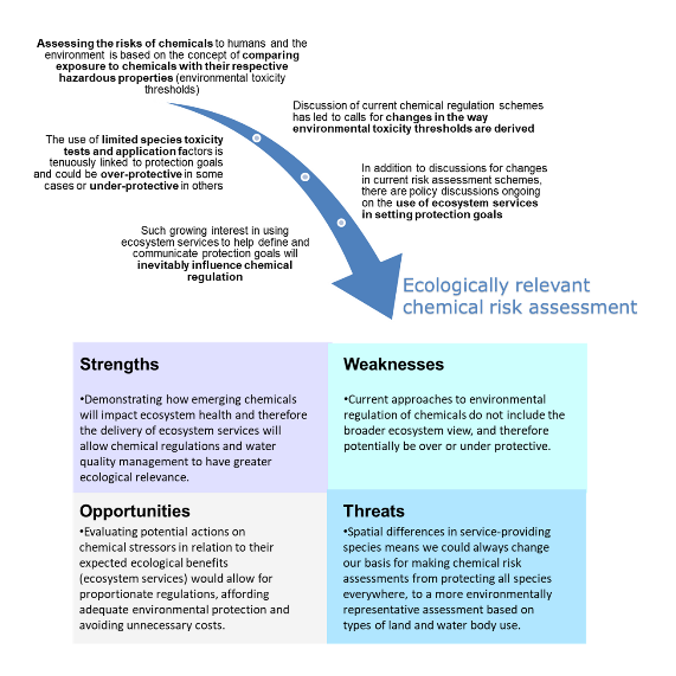 Assessing the risks of chemicals to humans and the
environment is based on the concept of comparing
exposure to chemicals with their respective
hazardous properties (environmental toxicity
thresholds)
Discussion of current chemical regulation schemes
has led to calls for changes in the way
environmental toxicity thresholds are derived
The use of limited species toxicity
tests and application factors is
tenuously linked to protection goals
and could be over-protective in some
cases or under-protective in others
In addition to discussions for changes
in current risk assessment schemes,
there are policy discussions ongoing
on the use of ecosystem services
in setting protection goals
Such growing interest in using
ecosystem services to help define and
communicate protection goals will
inevitably influence chemical
regulation
Ecologically relevant
chemical risk assessment
Strengths
•Demonstrating how emerging chemicals
will impact ecosystem health and therefore
the delivery of ecosystem services will
allow chemical regulations and water
quality management to have greater
ecological relevance.
Weaknesses
•Current approaches to environmental
regulation of chemicals do not include the
broader ecosystem view, and therefore
potentially be over or under protective.
Opportunities
•Evaluating potential actions on
chemical stressors in relation to their
expected ecological benefits
(ecosystem services) would allow for
proportionate regulations, affording
adequate environmental protection and
avoiding unnecessary costs.
Threats
•Spatial differences in service-providing
species means we could always change
our basis for making chemical risk
assessments from protecting all species
everywhere, to a more environmentally
representative assessment based on
types of land and water body use.